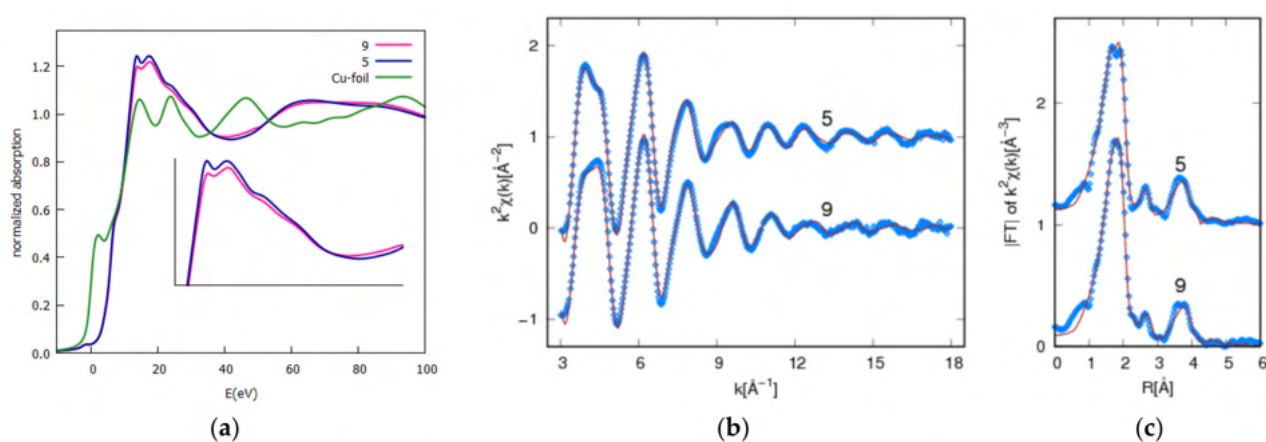 9
5
Cu-foil
normalized absorption
1.2
1.0
0.8
0.6
0.4
0.2
0.0
0 20 40 60 80 100
E(eV)
(a)
k²χ(k)[Å⁻²]
2
1
0
−1
5
9
3 6 9 12 15 18
k[Å⁻¹]
(b)
|FT| of k²χ(k)[Å⁻³]
2
1
0
5
9
0 1 2 3 4 5 6
R[Å]
(c)